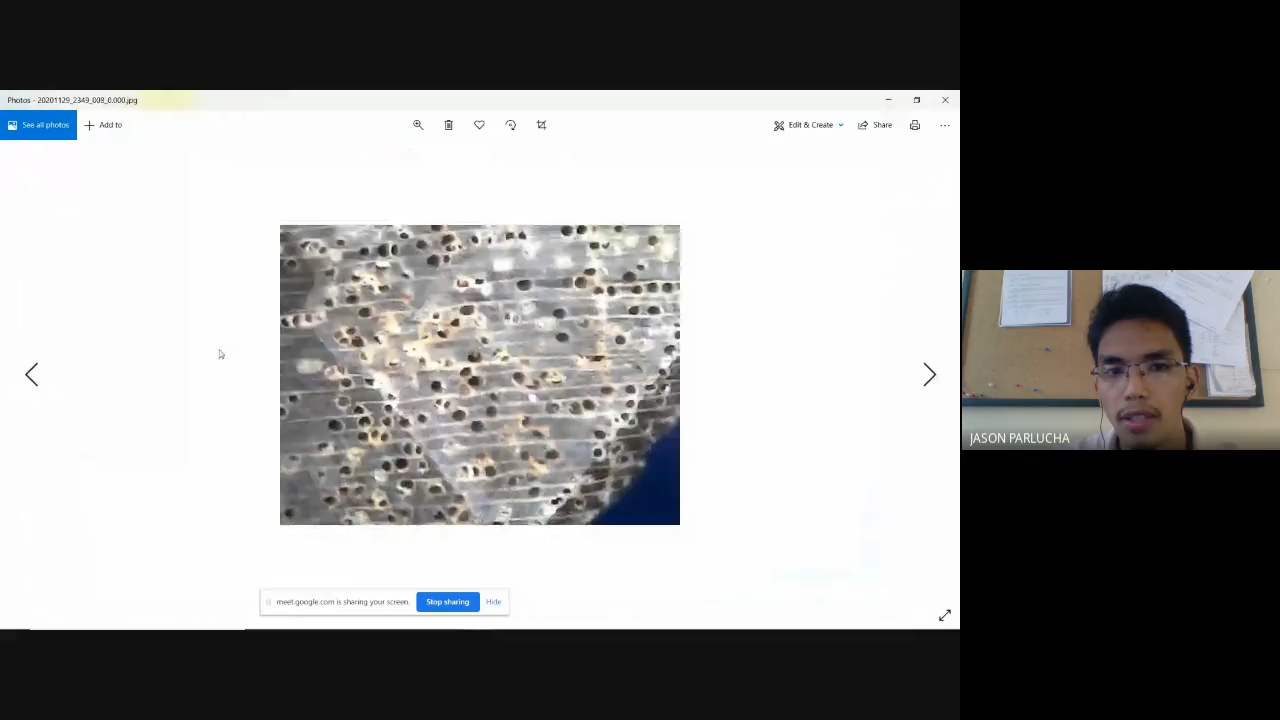 Photos - 20201129_2349_009_0.000.jpg
See all photos
Add to
Edit & Create
Share
meet.google.com is sharing your screen.
Stop sharing
Hide
JASON PARLUCHA